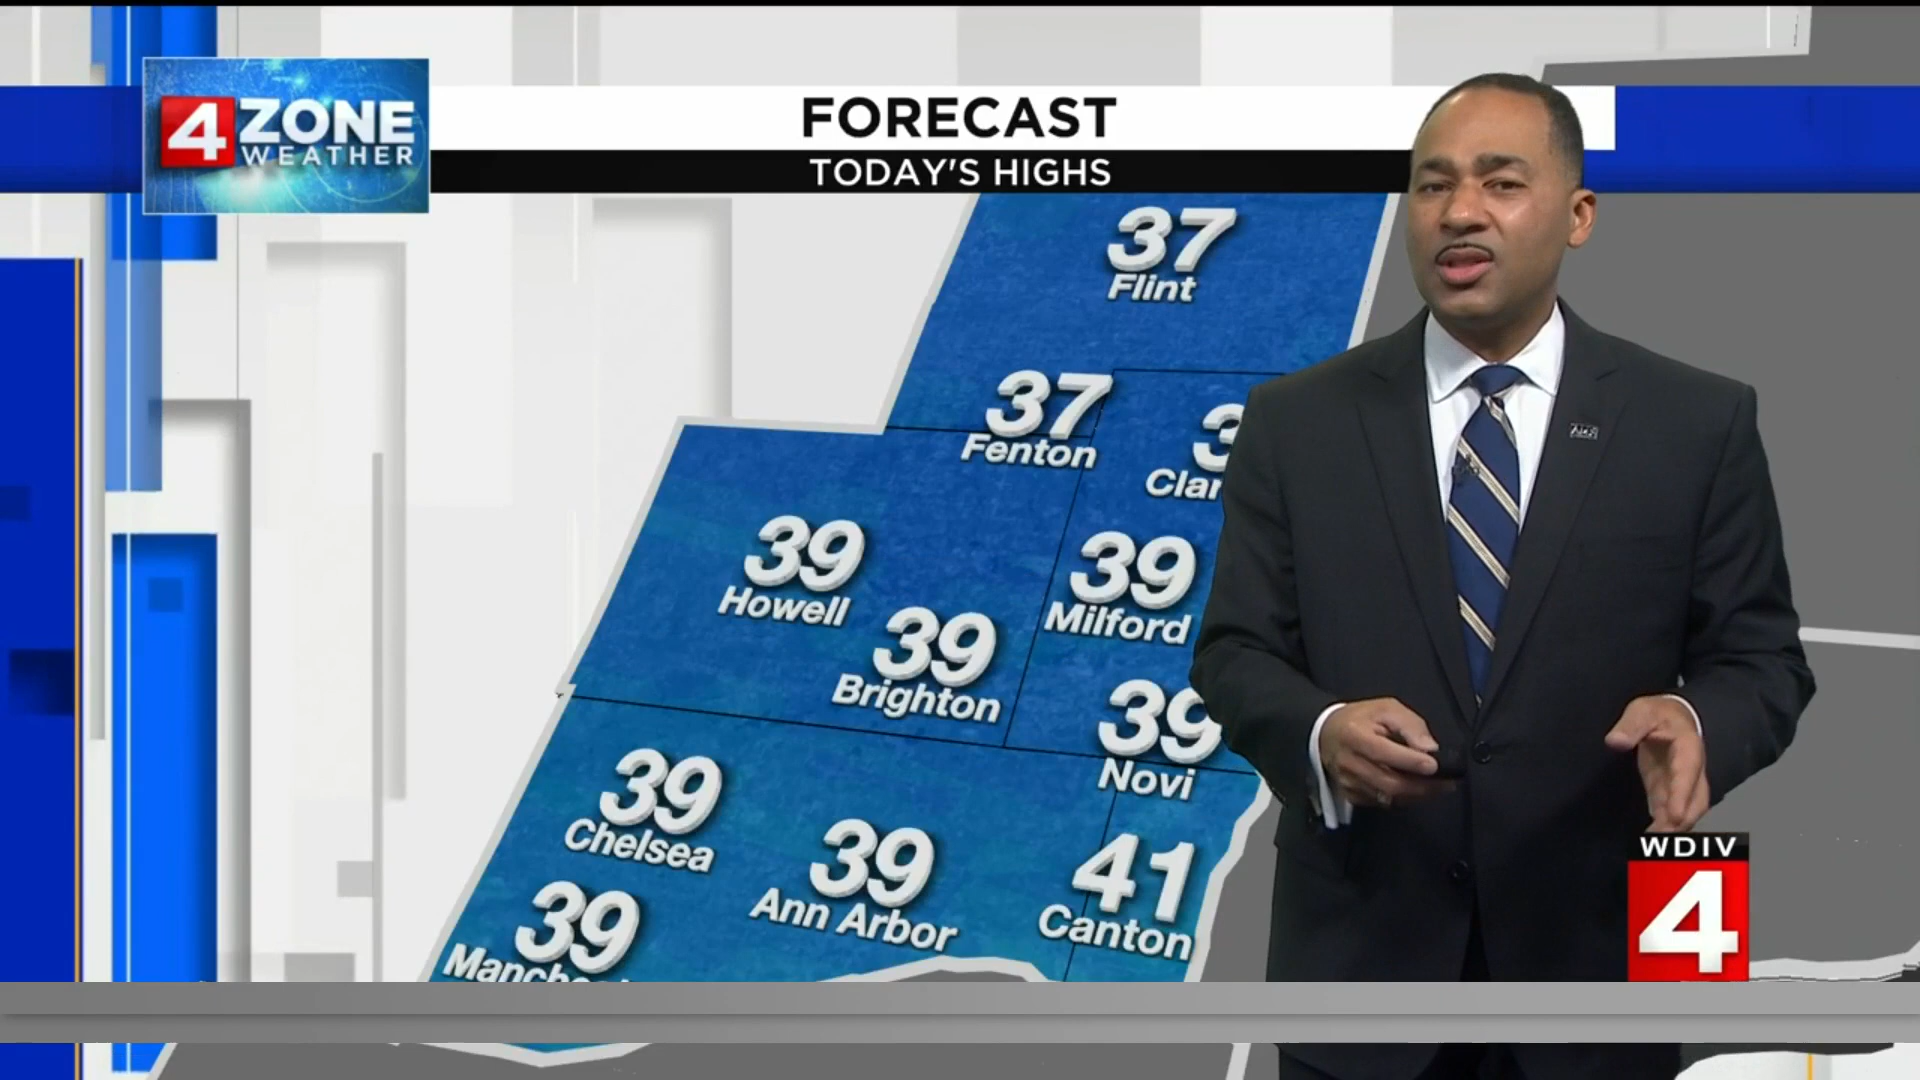 4 ZONE
WEATHER
FORECAST
TODAY'S HIGHS
37
Flint
37
Fenton
39
Howell
39
Milford
39
Brighton
39
Novi
39
Chelsea
39
Ann Arbor
41
Canton
39
WDIV
4